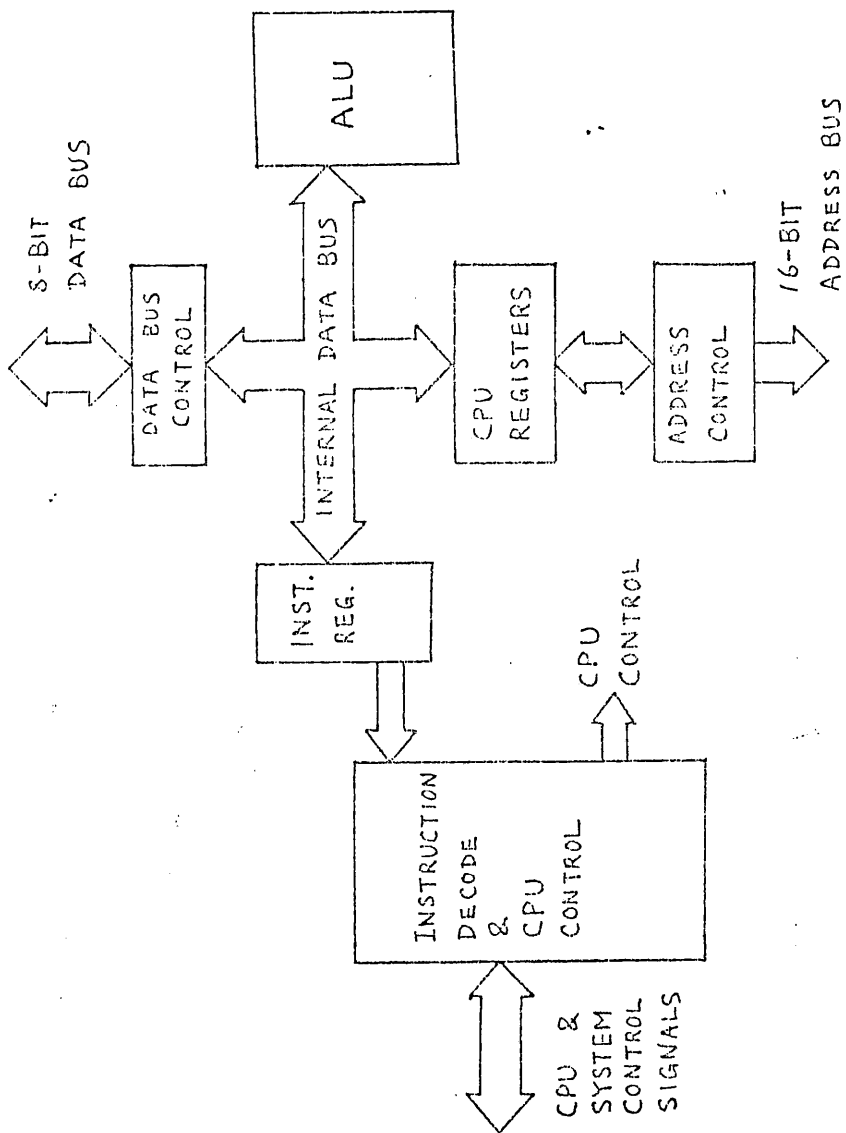 8-BIT
DATA BUS
DATA BUS
CONTROL
INST.
REG.
INTERNAL DATA BUS
ALU
INSTRUCTION
DECODE
&
CPU
CONTROL
CPU
REGISTERS
CPU &
SYSTEM
CONTROL
SIGNALS
CPU
CONTROL
ADDRESS
CONTROL
16-BIT
ADDRESS BUS